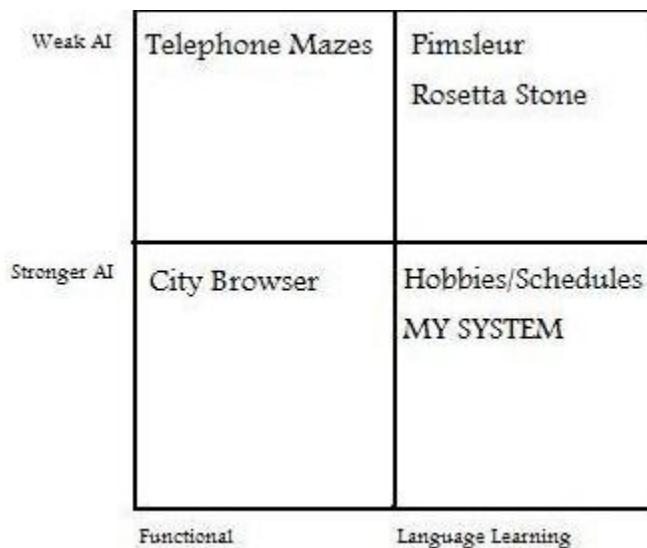 Weak AI
Telephone Mazes
Pimsleur
Rosetta Stone
Stronger AI
City Browser
Hobbies/Schedules
MY SYSTEM
Functional
Language Learning